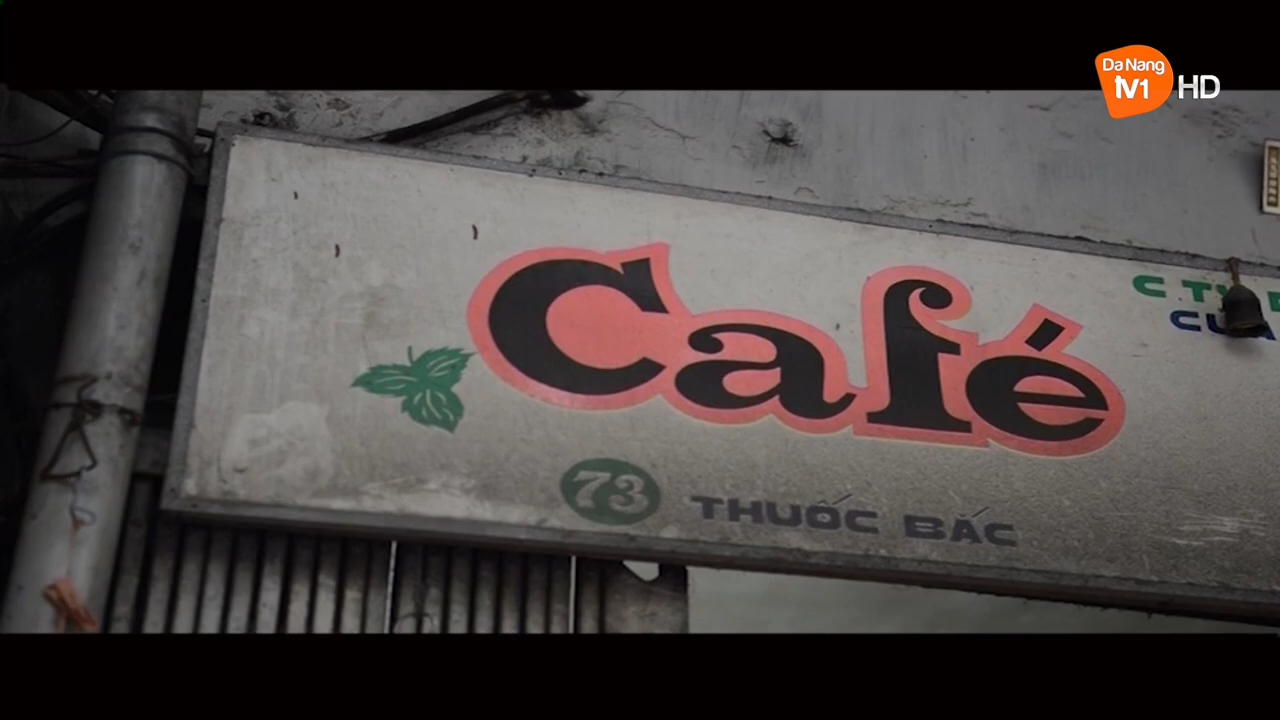 Da Nang
TV1 HD
Café
73 THUỐC BẮC